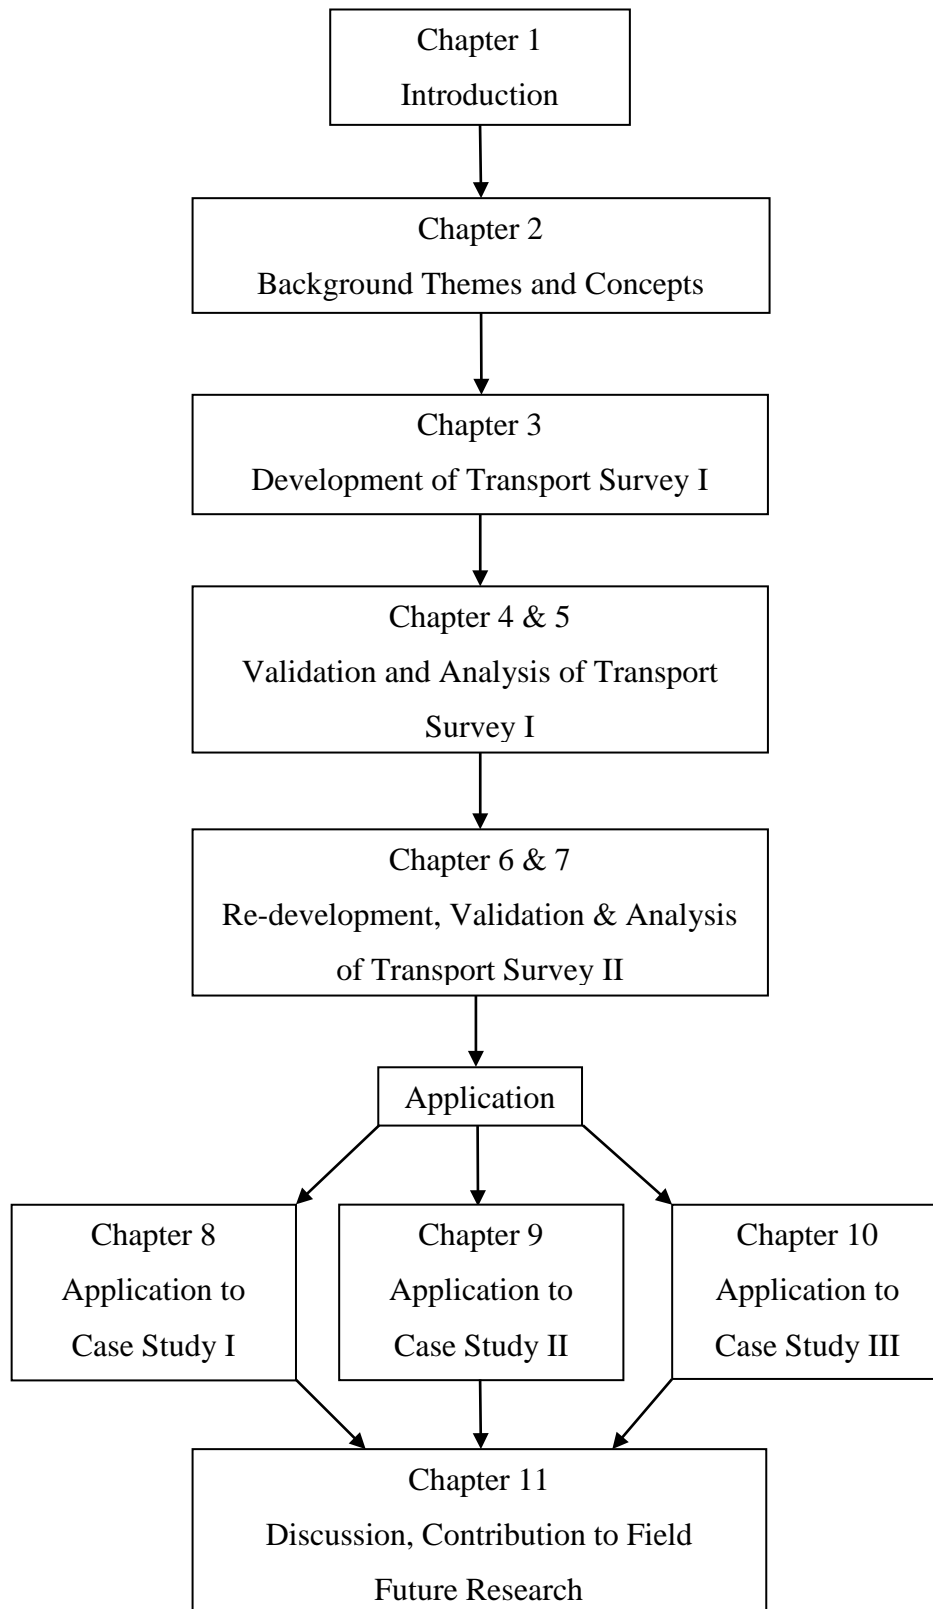 Chapter 1
Introduction
Chapter 2
Background Themes and Concepts
Chapter 3
Development of Transport Survey I
Chapter 4 & 5
Validation and Analysis of Transport
Survey I
Chapter 6 & 7
Re-development, Validation & Analysis
of Transport Survey II
Application
Chapter 8
Application to
Case Study I
Chapter 9
Application to
Case Study II
Chapter 10
Application to
Case Study III
Chapter 11
Discussion, Contribution to Field
Future Research